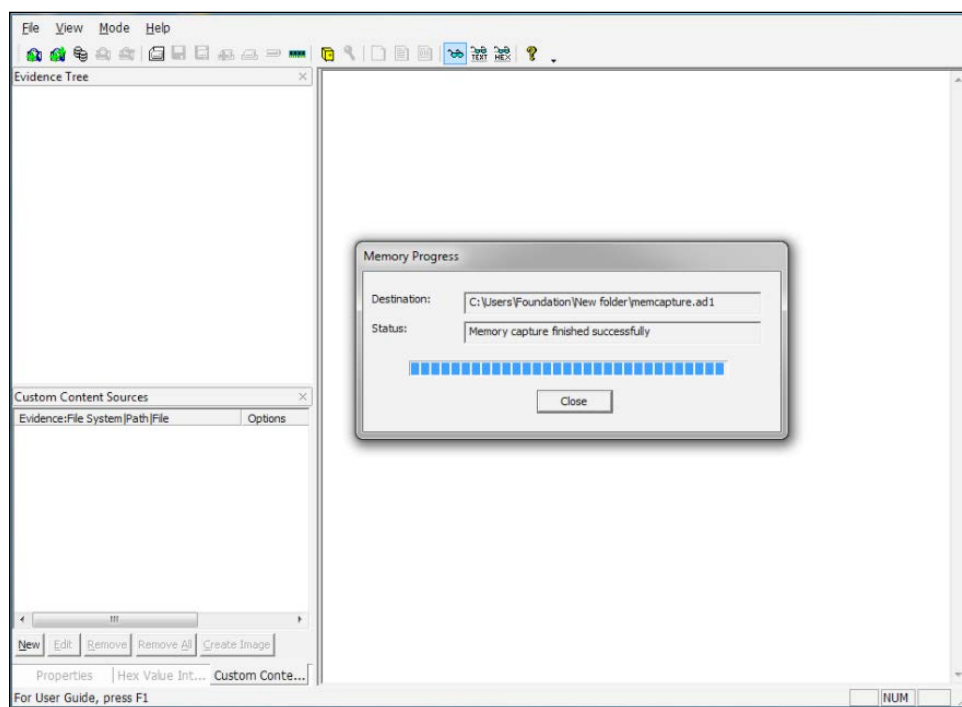 File View Mode Help
TEXT HEX
Evidence Tree
Memory Progress
Destination: C:\Users\Foundation\New folder\memcapture.ad1
Status: Memory capture finished successfully
Close
Custom Content Sources
Evidence:File System|Path|File Options
New Edit Remove Remove All Create Image
Properties Hex Value Int... Custom Conte...
For User Guide, press F1 NUM